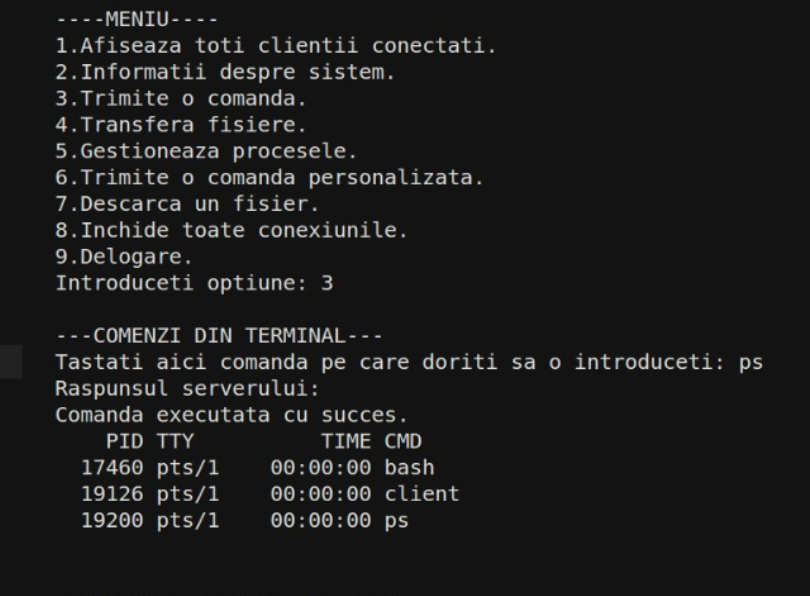 ----MENIU----
1.Afiseaza toti clientii conectati.
2.Informatii despre sistem.
3.Trimite o comanda.
4.Transfera fisiere.
5.Gestioneaza procesele.
6.Trimite o comanda personalizata.
7.Descarca un fisier.
8.Inchide toate conexiunile.
9.Delogare.
Introduceti optiune: 3
---COMENZI DIN TERMINAL---
Tastati aici comanda pe care doriti sa o introduceti: ps
Raspunsul serverului:
Comanda executata cu succes.
    PID TTY          TIME CMD
  17460 pts/1    00:00:00 bash
  19126 pts/1    00:00:00 client
  19200 pts/1    00:00:00 ps